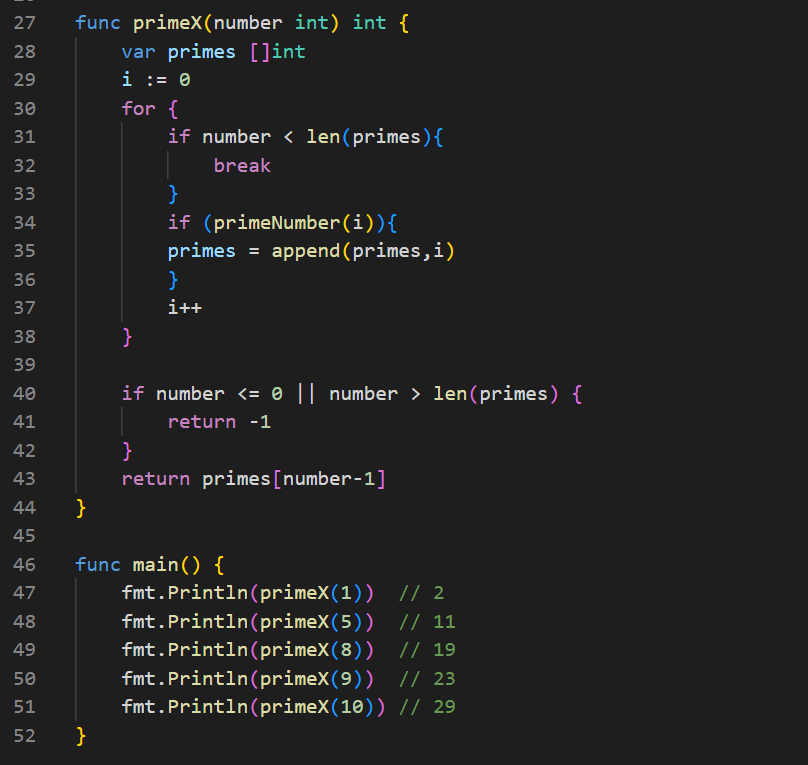 27 func primeX(number int) int {
28     var primes []int
29     i := 0
30     for {
31         if number < len(primes){
32             break
33         }
34         if (primeNumber(i)){
35         primes = append(primes,i)
36         }
37         i++
38     }
39
40     if number <= 0 || number > len(primes) {
41         return -1
42     }
43     return primes[number-1]
44 }
45
46 func main() {
47     fmt.Println(primeX(1))  // 2
48     fmt.Println(primeX(5))  // 11
49     fmt.Println(primeX(8))  // 19
50     fmt.Println(primeX(9))  // 23
51     fmt.Println(primeX(10)) // 29
52 }